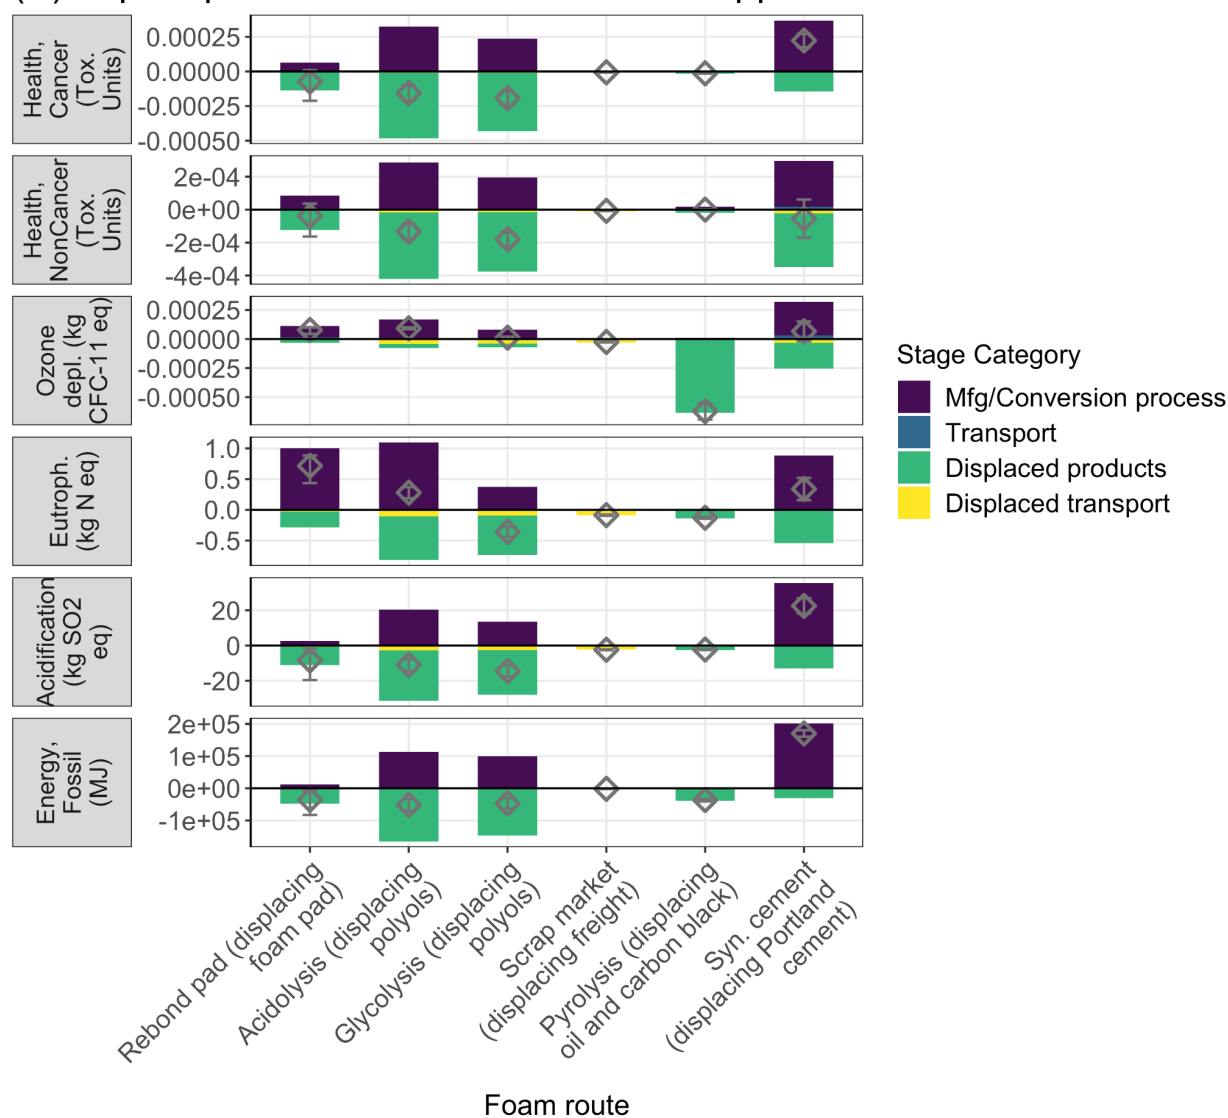 Health,
Cancer
(Tox.
Units)
0.00025
0.00000
-0.00025
-0.00050
Health,
NonCancer
(Tox.
Units)
2e-04
0e+00
-2e-04
-4e-04
Ozone
depl. (kg
CFC-11 eq)
0.00025
0.00000
-0.00025
-0.00050
Eutroph.
(kg N eq)
1.0
0.5
0.0
-0.5
Acidification
(kg SO2
eq)
20
0
-20
Energy,
Fossil
(MJ)
2e+05
1e+05
0e+00
-1e+05
Rebond pad (displacing
foam pad)
Acidolysis (displacing
polyols)
Glycolysis (displacing
polyols)
Scrap market
(displacing freight)
Pyrolysis (displacing
oil and carbon black)
Syn. cement
(displacing Portland
cement)
Foam route
Stage Category
Mfg/Conversion process
Transport
Displaced products
Displaced transport